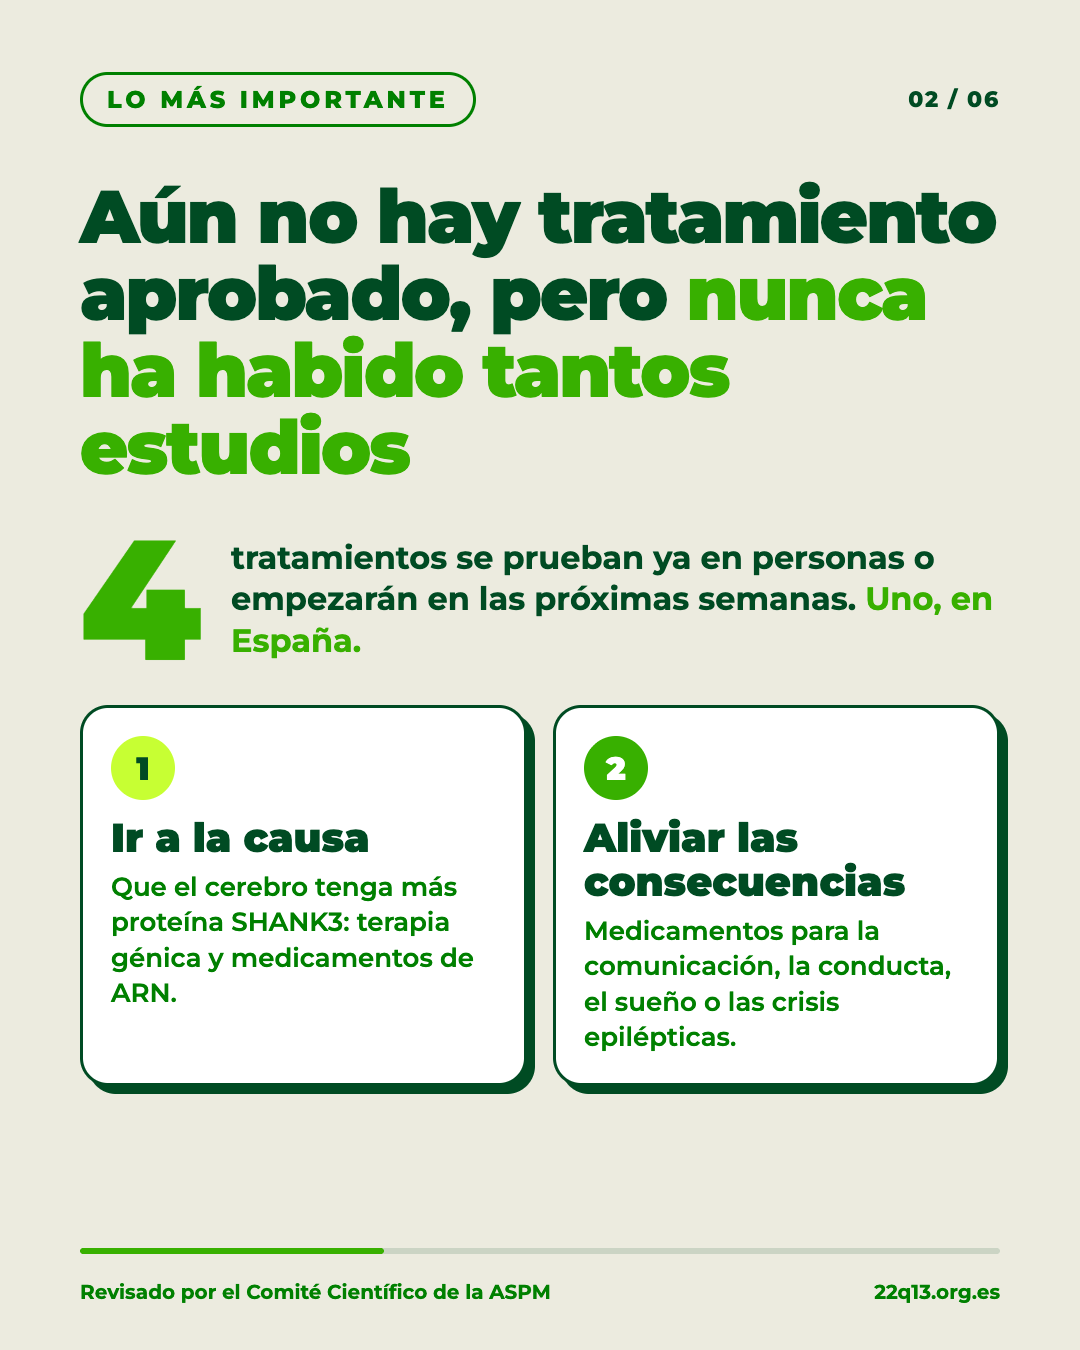 LO MÁS IMPORTANTE
02 / 06
Aún no hay tratamiento
aprobado, pero nunca
ha habido tantos
estudios
4
tratamientos se prueban ya en personas o
empezarán en las próximas semanas. Uno, en
España.
1
Ir a la causa
Que el cerebro tenga más
proteína SHANK3: terapia
génica y medicamentos de
ARN.
2
Aliviar las
consecuencias
Medicamentos para la
comunicación, la conducta,
el sueño o las crisis
epilépticas.
Revisado por el Comité Científico de la ASPM
22q13.org.es